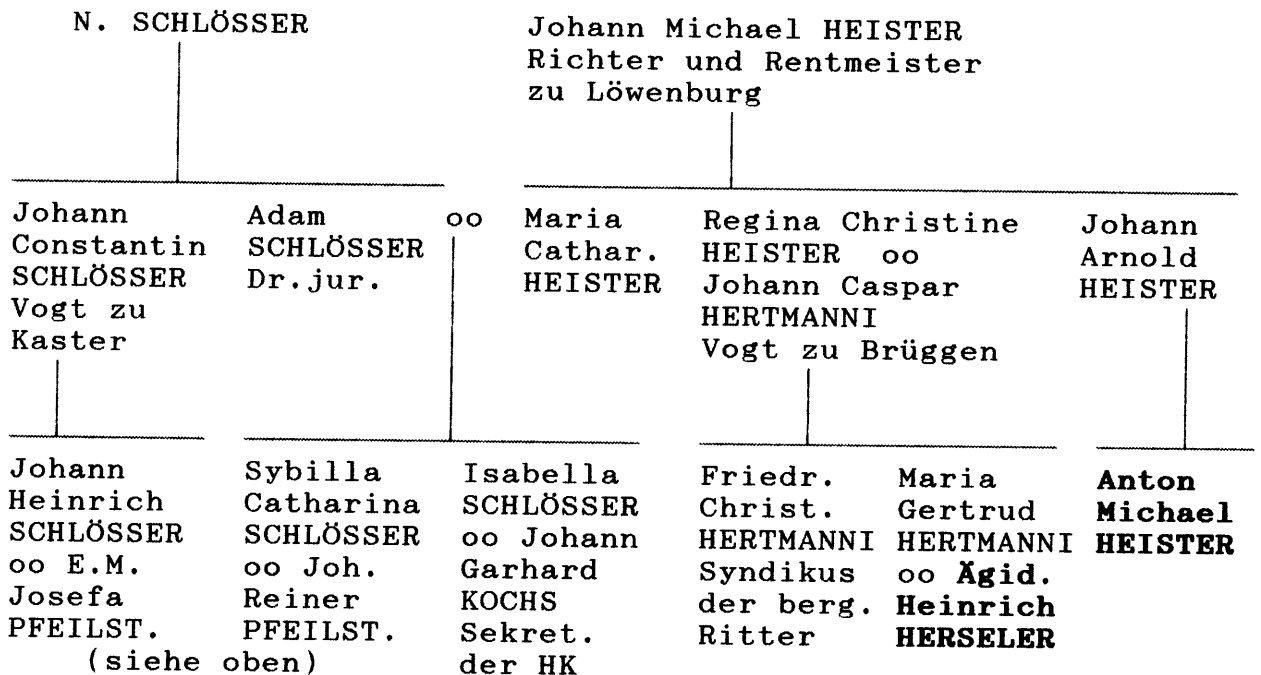 N. SCHLÖSSER
Johann Michael HEISTER
Richter und Rentmeister
zu Löwenburg
Johann
Constantin
SCHLÖSSER
Vogt zu
Kaster
Adam
SCHLÖSSER
Dr.jur.
oo
Maria
Cathar.
HEISTER
Regina Christine
HEISTER oo
Johann Caspar
HERTMANNI
Vogt zu Brüggen
Johann
Arnold
HEISTER
Johann
Heinrich
SCHLÖSSER
oo E.M.
Josefa
PFEILST.
Sybilla
Catharina
SCHLÖSSER
oo Joh.
Reiner
PFEILST.
(siehe oben)
Isabella
SCHLÖSSER
oo Johann
Garhard
KOCHS
Sekret.
der HK
Friedr.
Christ.
HERTMANNI
Syndikus
der berg.
Ritter
Maria
Gertrud
HERTMANNI
oo Ägid.
Heinrich
HERSELER
Anton
Michael
HEISTER